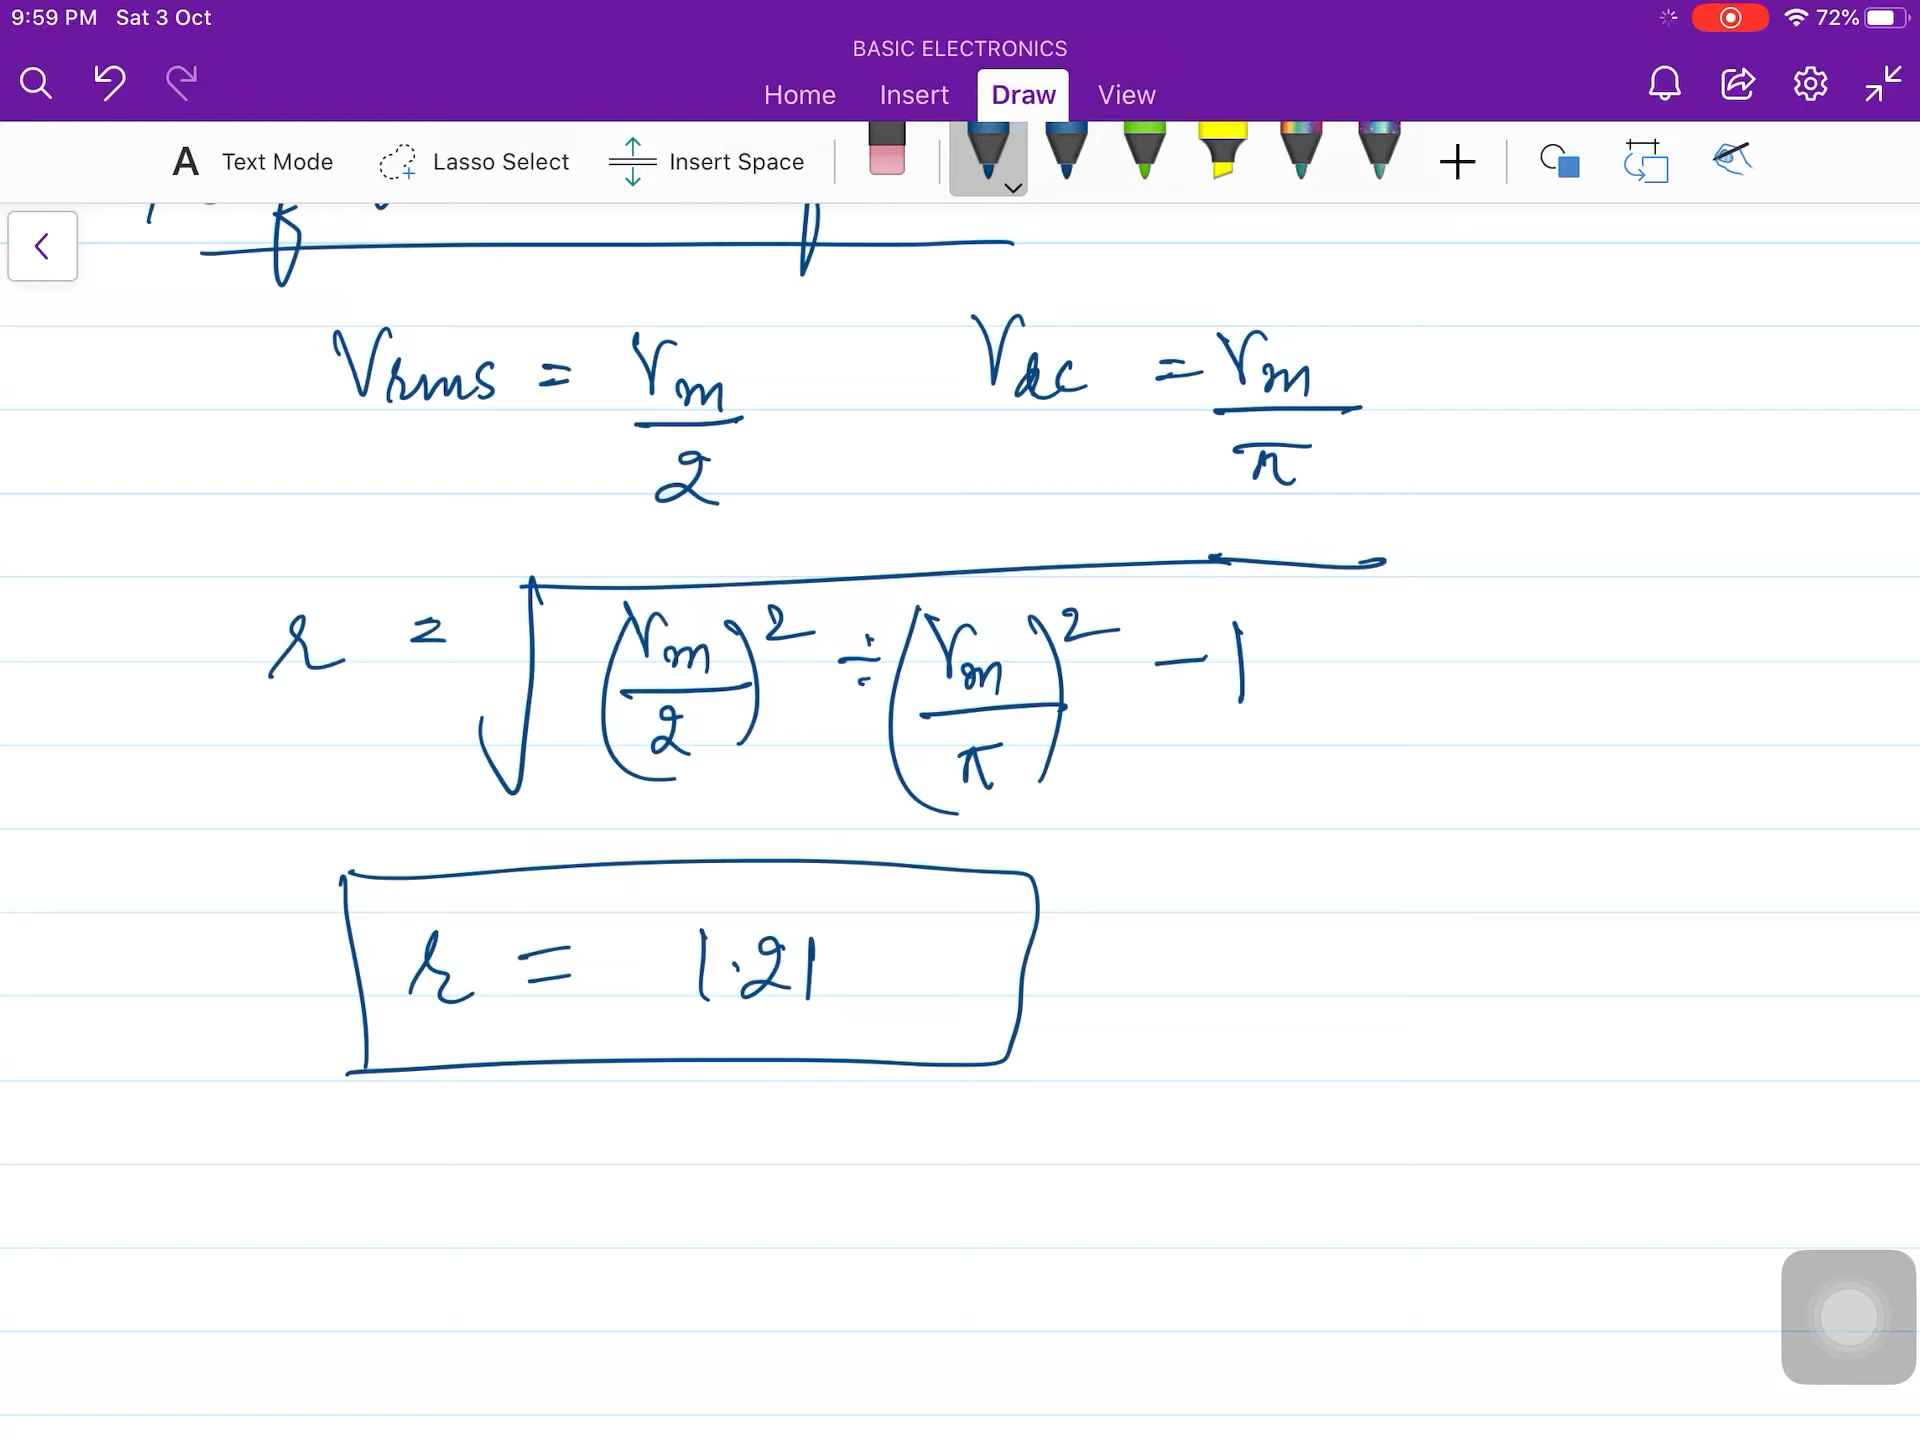 9:59 PM Sat 3 Oct 72%
BASIC ELECTRONICS
Home Insert Draw View
A Text Mode Lasso Select Insert Space
Vrms = Vm/2 Vdc = Vm/π
r = √((Vm/2)² ÷ (Vm/π)² - 1)
r = 1.21